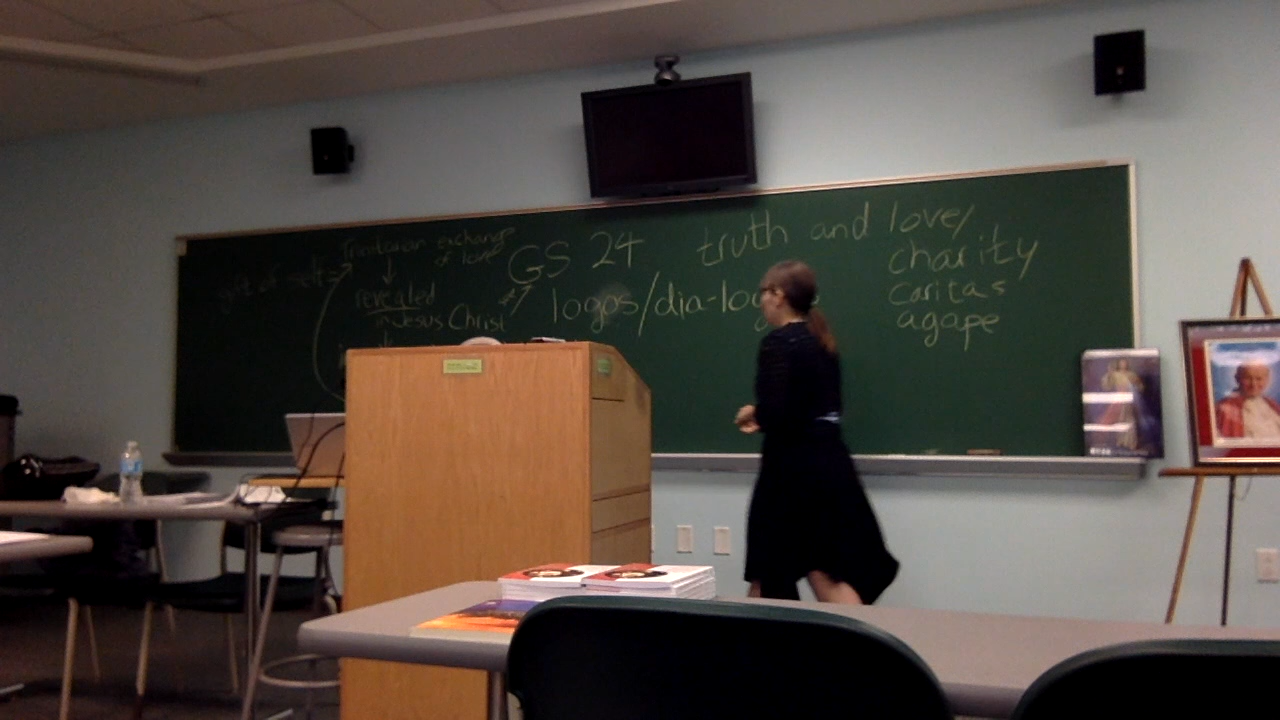 Trinitarian exchange
of love
gift of self
revealed
in Jesus Christ
GS 24
logos/dia-log
truth and love/
charity
caritas
agape